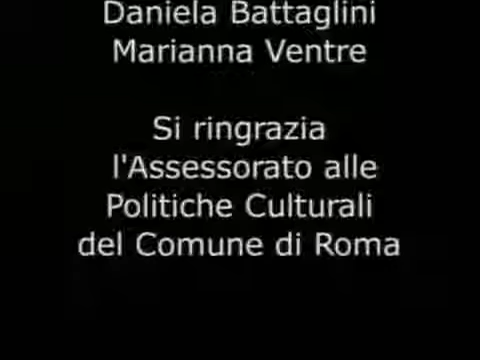 Daniela Battaglini
Marianna Ventre
Si ringrazia
l'Assessorato alle
Politiche Culturali
del Comune di Roma